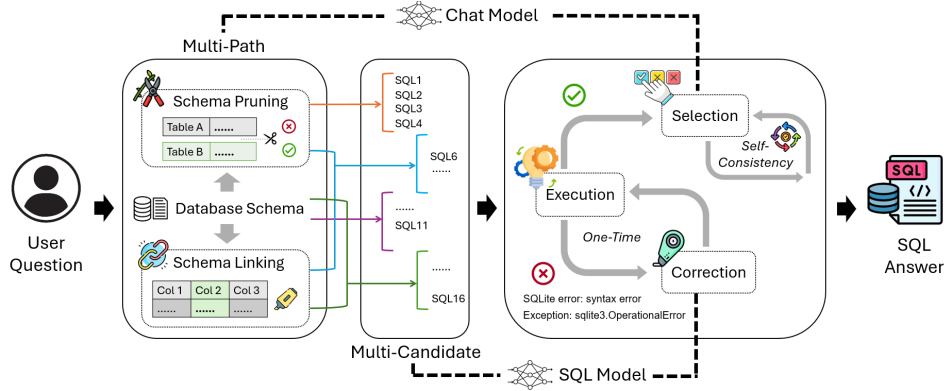 Chat Model
Multi-Path
Schema Pruning
Table A
......
Table B
......
Database Schema
Schema Linking
Col 1
Col 2
Col 3
......
......
......
User
Question
SQL1
SQL2
SQL3
SQL4
SQL6
......
......
SQL11
......
SQL16
Multi-Candidate
Selection
Self-
Consistency
Execution
One-Time
Correction
SQLite error: syntax error
Exception: sqlite3.OperationalError
SQL Model
SQL
</>
SQL
Answer